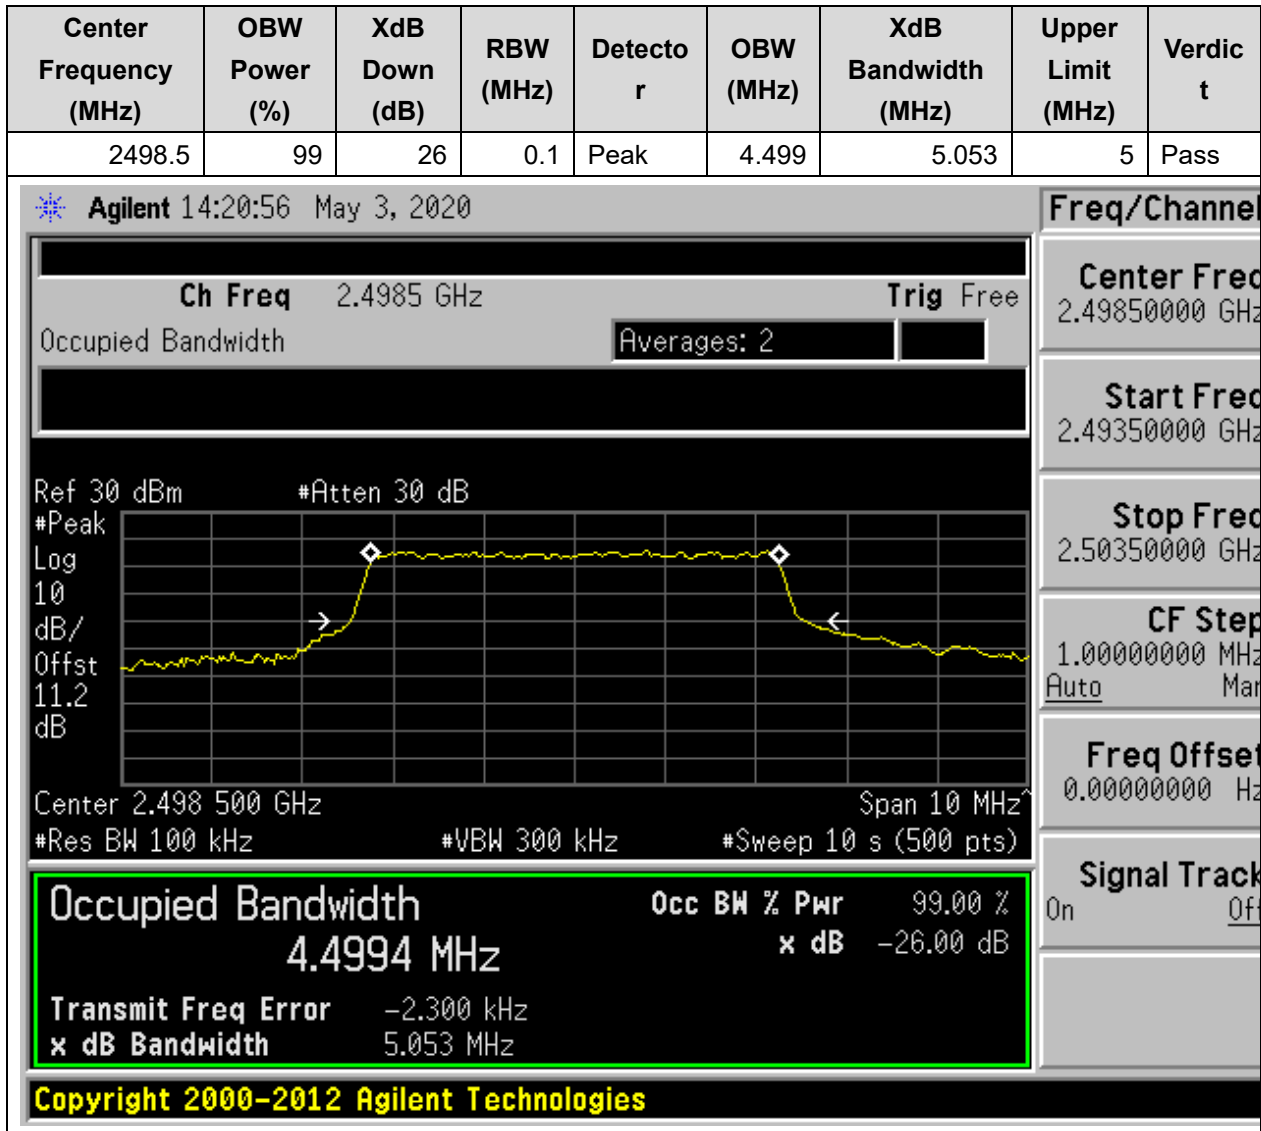 Center Frequency (MHz) OBW Power (%) XdB Down (dB) RBW (MHz) Detecto r OBW (MHz) XdB Bandwidth (MHz) Upper Limit (MHz) Verdic t
2498.5 99 26 0.1 Peak 4.499 5.053 5 Pass
Agilent 14:20:56 May 3, 2020
Freq/Channel
Ch Freq 2.4985 GHz Trig Free
Occupied Bandwidth Averages: 2
Center Freq
2.49850000 GHz
Start Freq
2.49350000 GHz
Stop Freq
2.50350000 GHz
CF Step
1.00000000 MHz
Auto Man
Freq Offset
0.00000000 Hz
Signal Track
On Off
Ref 30 dBm #Atten 30 dB
#Peak
Log
10
dB/
Offst
11.2
dB
Center 2.498 500 GHz Span 10 MHz^
#Res BW 100 kHz #VBW 300 kHz #Sweep 10 s (500 pts)
Occupied Bandwidth
4.4994 MHz
Occ BW % Pwr 99.00 %
x dB -26.00 dB
Transmit Freq Error -2.300 kHz
x dB Bandwidth 5.053 MHz
Copyright 2000-2012 Agilent Technologies